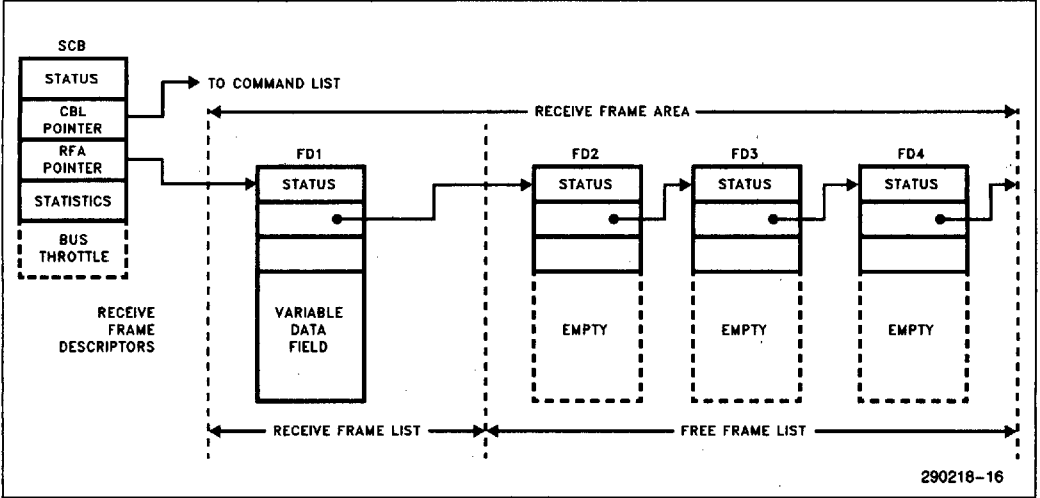 SCB
STATUS
CBL
POINTER
RFA
POINTER
STATISTICS
BUS
THROTTLE
TO COMMAND LIST
RECEIVE FRAME AREA
RECEIVE
FRAME
DESCRIPTORS
FD1
STATUS
VARIABLE
DATA
FIELD
FD2
STATUS
EMPTY
FD3
STATUS
EMPTY
FD4
STATUS
EMPTY
RECEIVE FRAME LIST
FREE FRAME LIST
290218-16